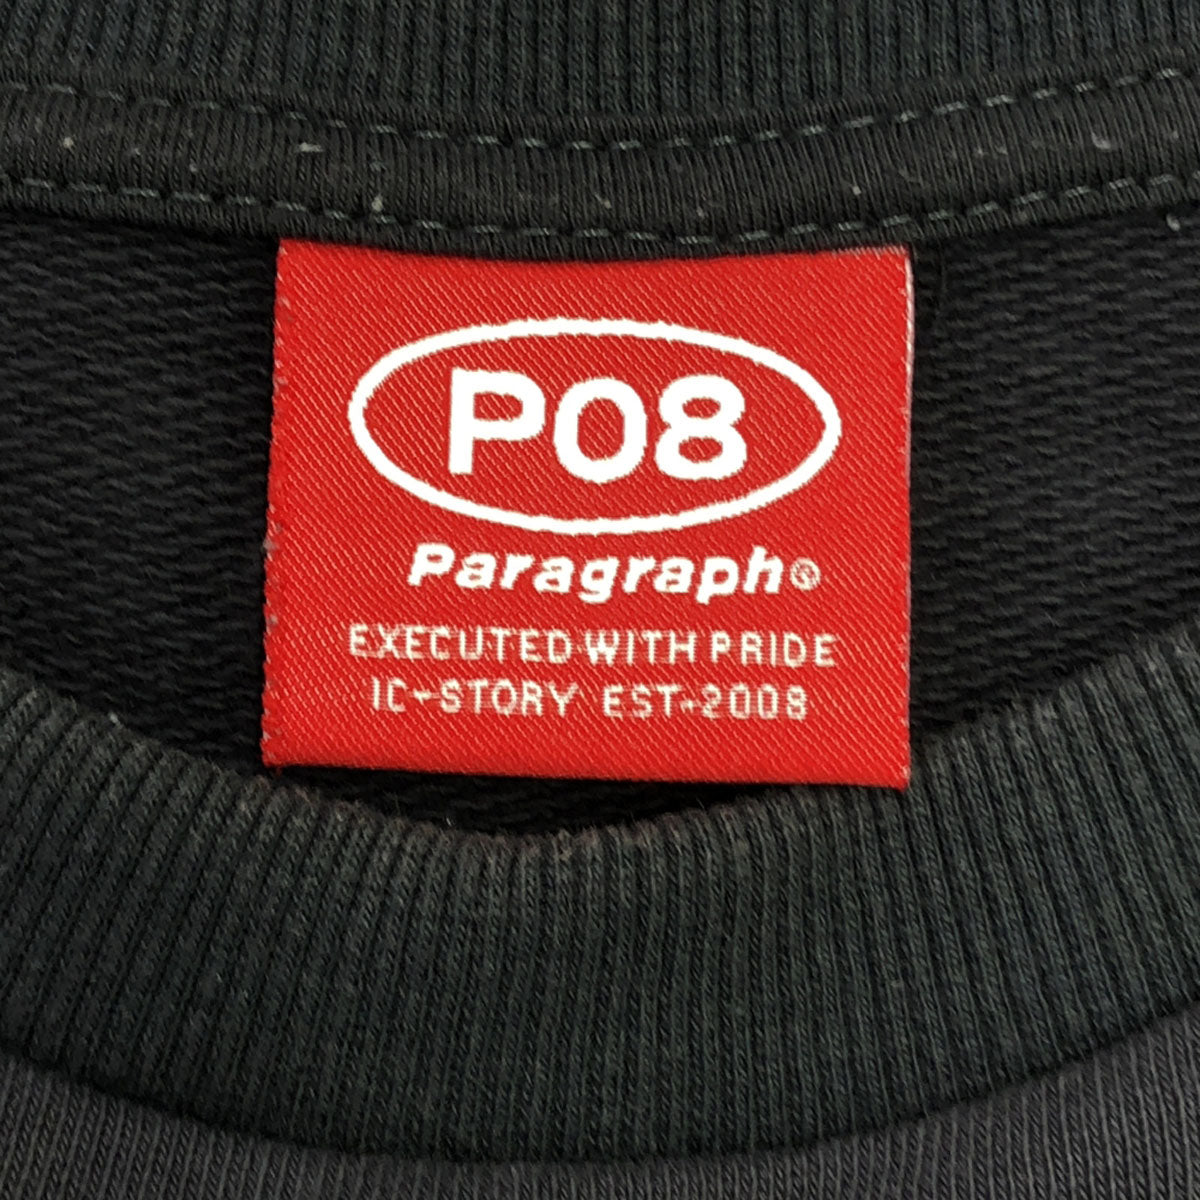 P08
Paragraph®
EXECUTED WITH PRIDE
IC-STORY EST-2008